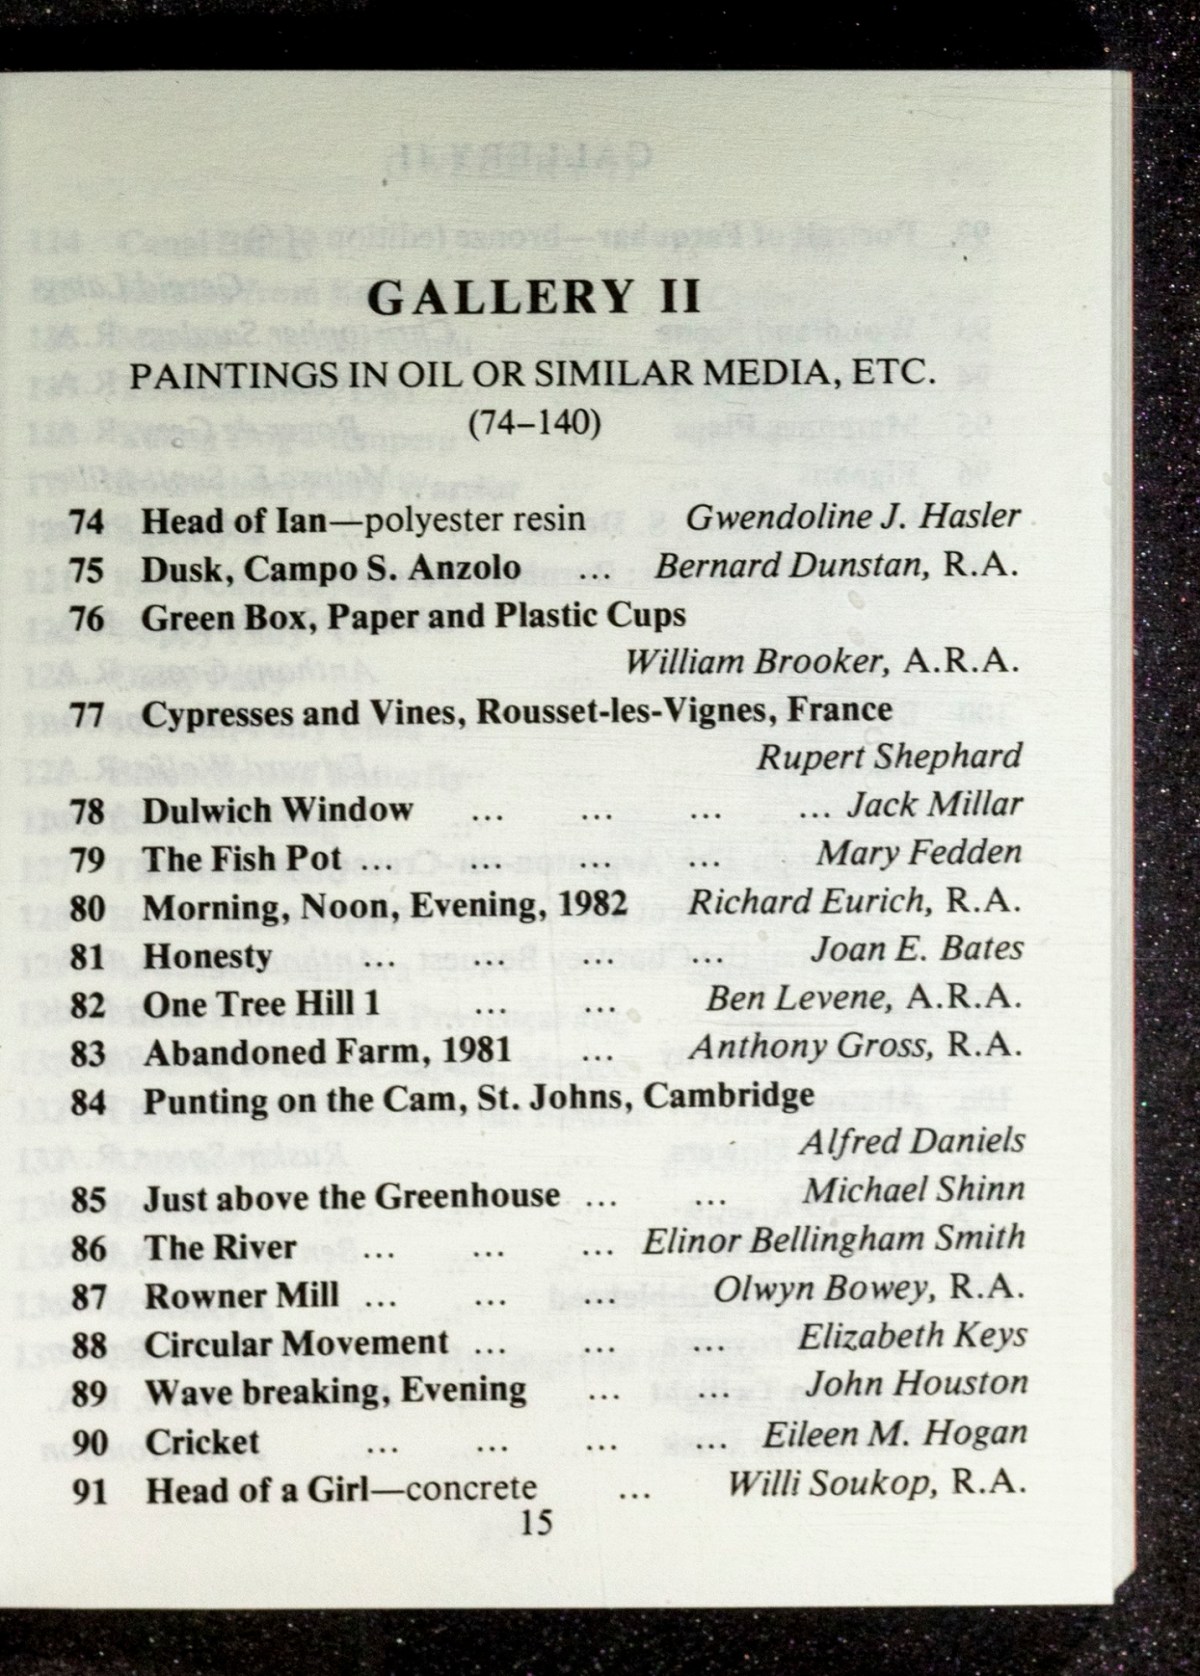 GALLERY II
PAINTINGS IN OIL OR SIMILAR MEDIA, ETC.
(74–140)
74 Head of Ian—polyester resin Gwendoline J. Hasler
75 Dusk, Campo S. Anzolo ... Bernard Dunstan, R.A.
76 Green Box, Paper and Plastic Cups
William Brooker, A.R.A.
77 Cypresses and Vines, Rousset-les-Vignes, France
Rupert Shephard
78 Dulwich Window ... ... ... ... Jack Millar
79 The Fish Pot ... ... ... ... Mary Fedden
80 Morning, Noon, Evening, 1982 Richard Eurich, R.A.
81 Honesty ... ... ... ... Joan E. Bates
82 One Tree Hill 1 ... ... Ben Levene, A.R.A.
83 Abandoned Farm, 1981 ... Anthony Gross, R.A.
84 Punting on the Cam, St. Johns, Cambridge
Alfred Daniels
85 Just above the Greenhouse ... ... Michael Shinn
86 The River ... ... ... Elinor Bellingham Smith
87 Rowner Mill ... ... ... Olwyn Bowey, R.A.
88 Circular Movement ... ... ... Elizabeth Keys
89 Wave breaking, Evening ... ... John Houston
90 Cricket ... ... ... ... Eileen M. Hogan
91 Head of a Girl—concrete ... Willi Soukop, R.A.
15